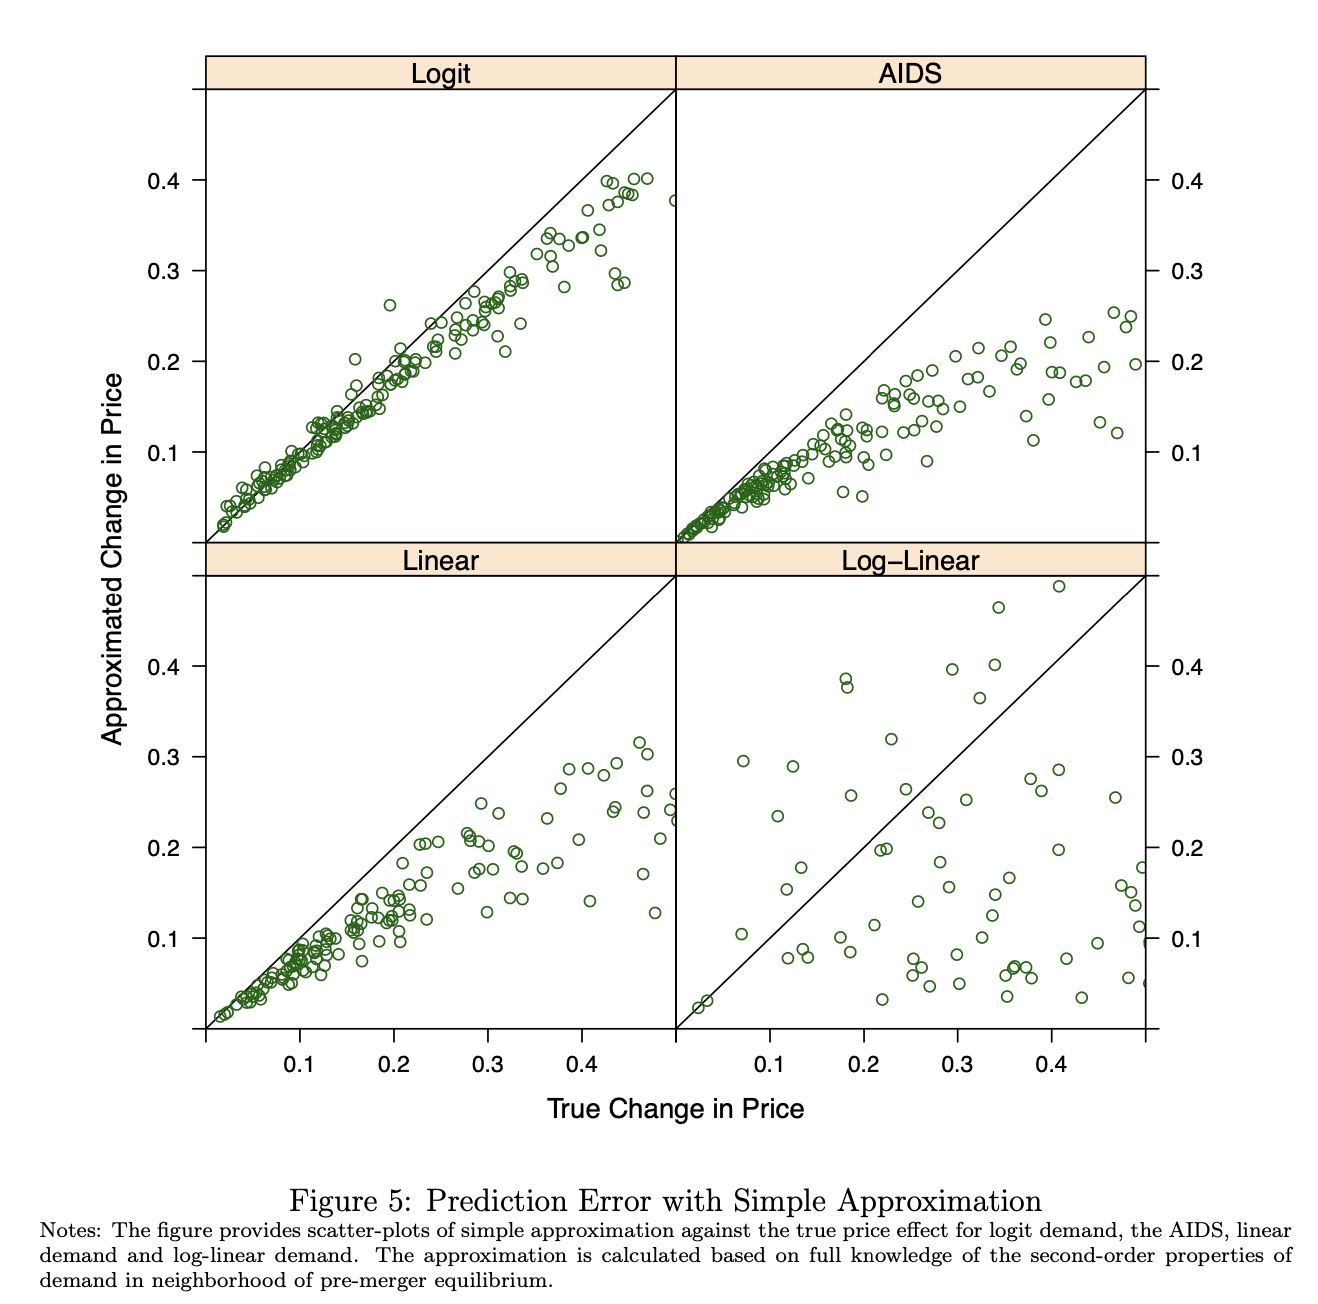 Logit
AIDS
0.4
0.3
0.2
0.1
0.4
0.3
0.2
0.1
Linear
Log−Linear
0.4
0.3
0.2
0.1
0.4
0.3
0.2
0.1
0.1 0.2 0.3 0.4
0.1 0.2 0.3 0.4
Approximated Change in Price
True Change in Price
Figure 5: Prediction Error with Simple Approximation
Notes: The figure provides scatter-plots of simple approximation against the true price effect for logit demand, the AIDS, linear
demand and log-linear demand. The approximation is calculated based on full knowledge of the second-order properties of
demand in neighborhood of pre-merger equilibrium.